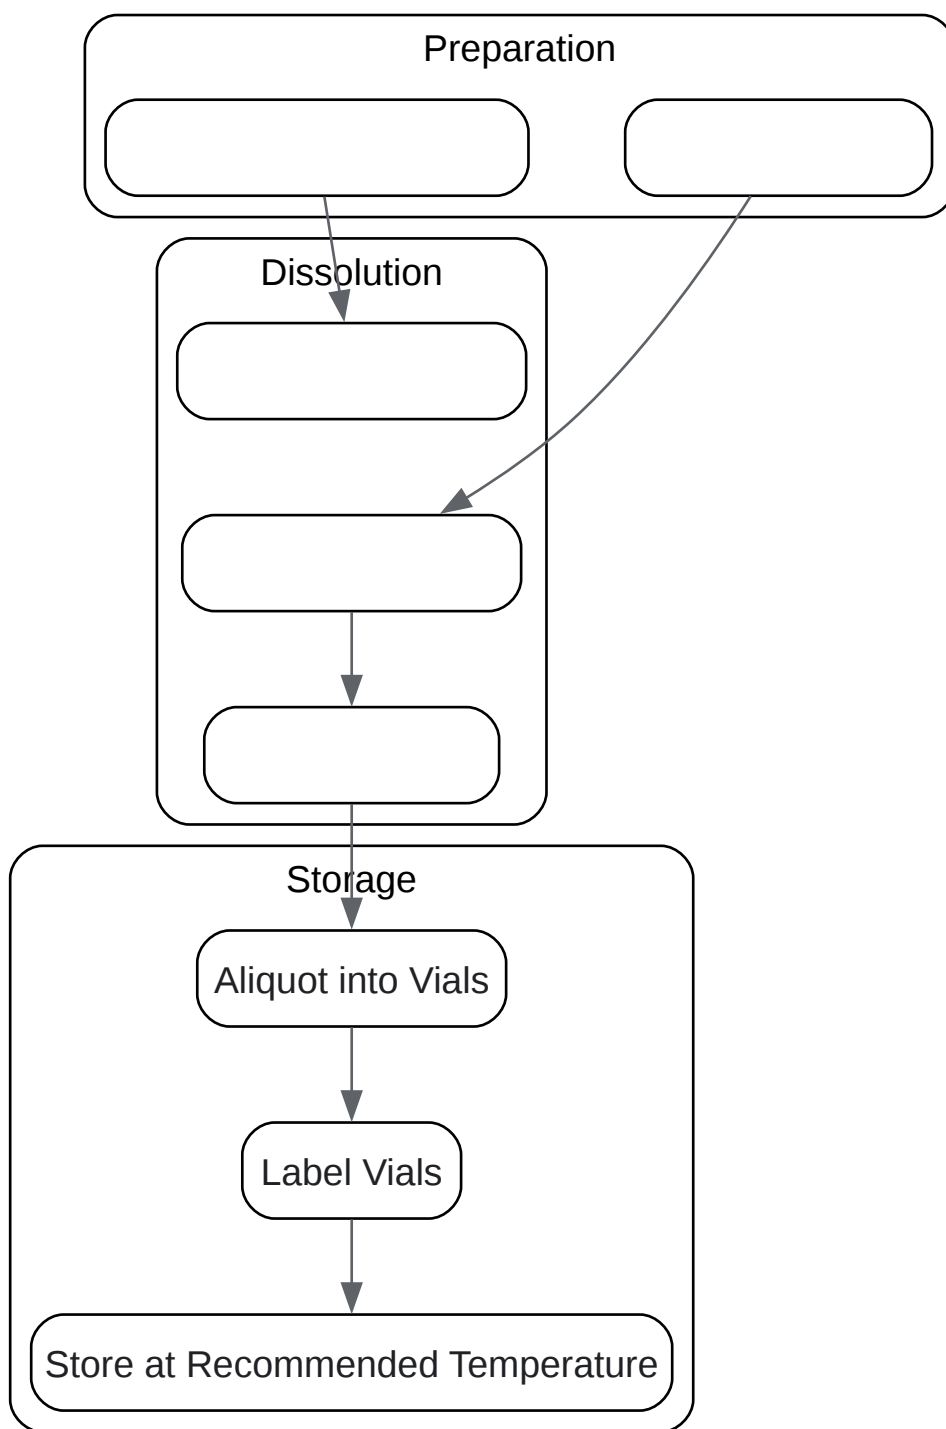 Preparation
Dissolution
Storage
Aliquot into Vials
Label Vials
Store at Recommended Temperature